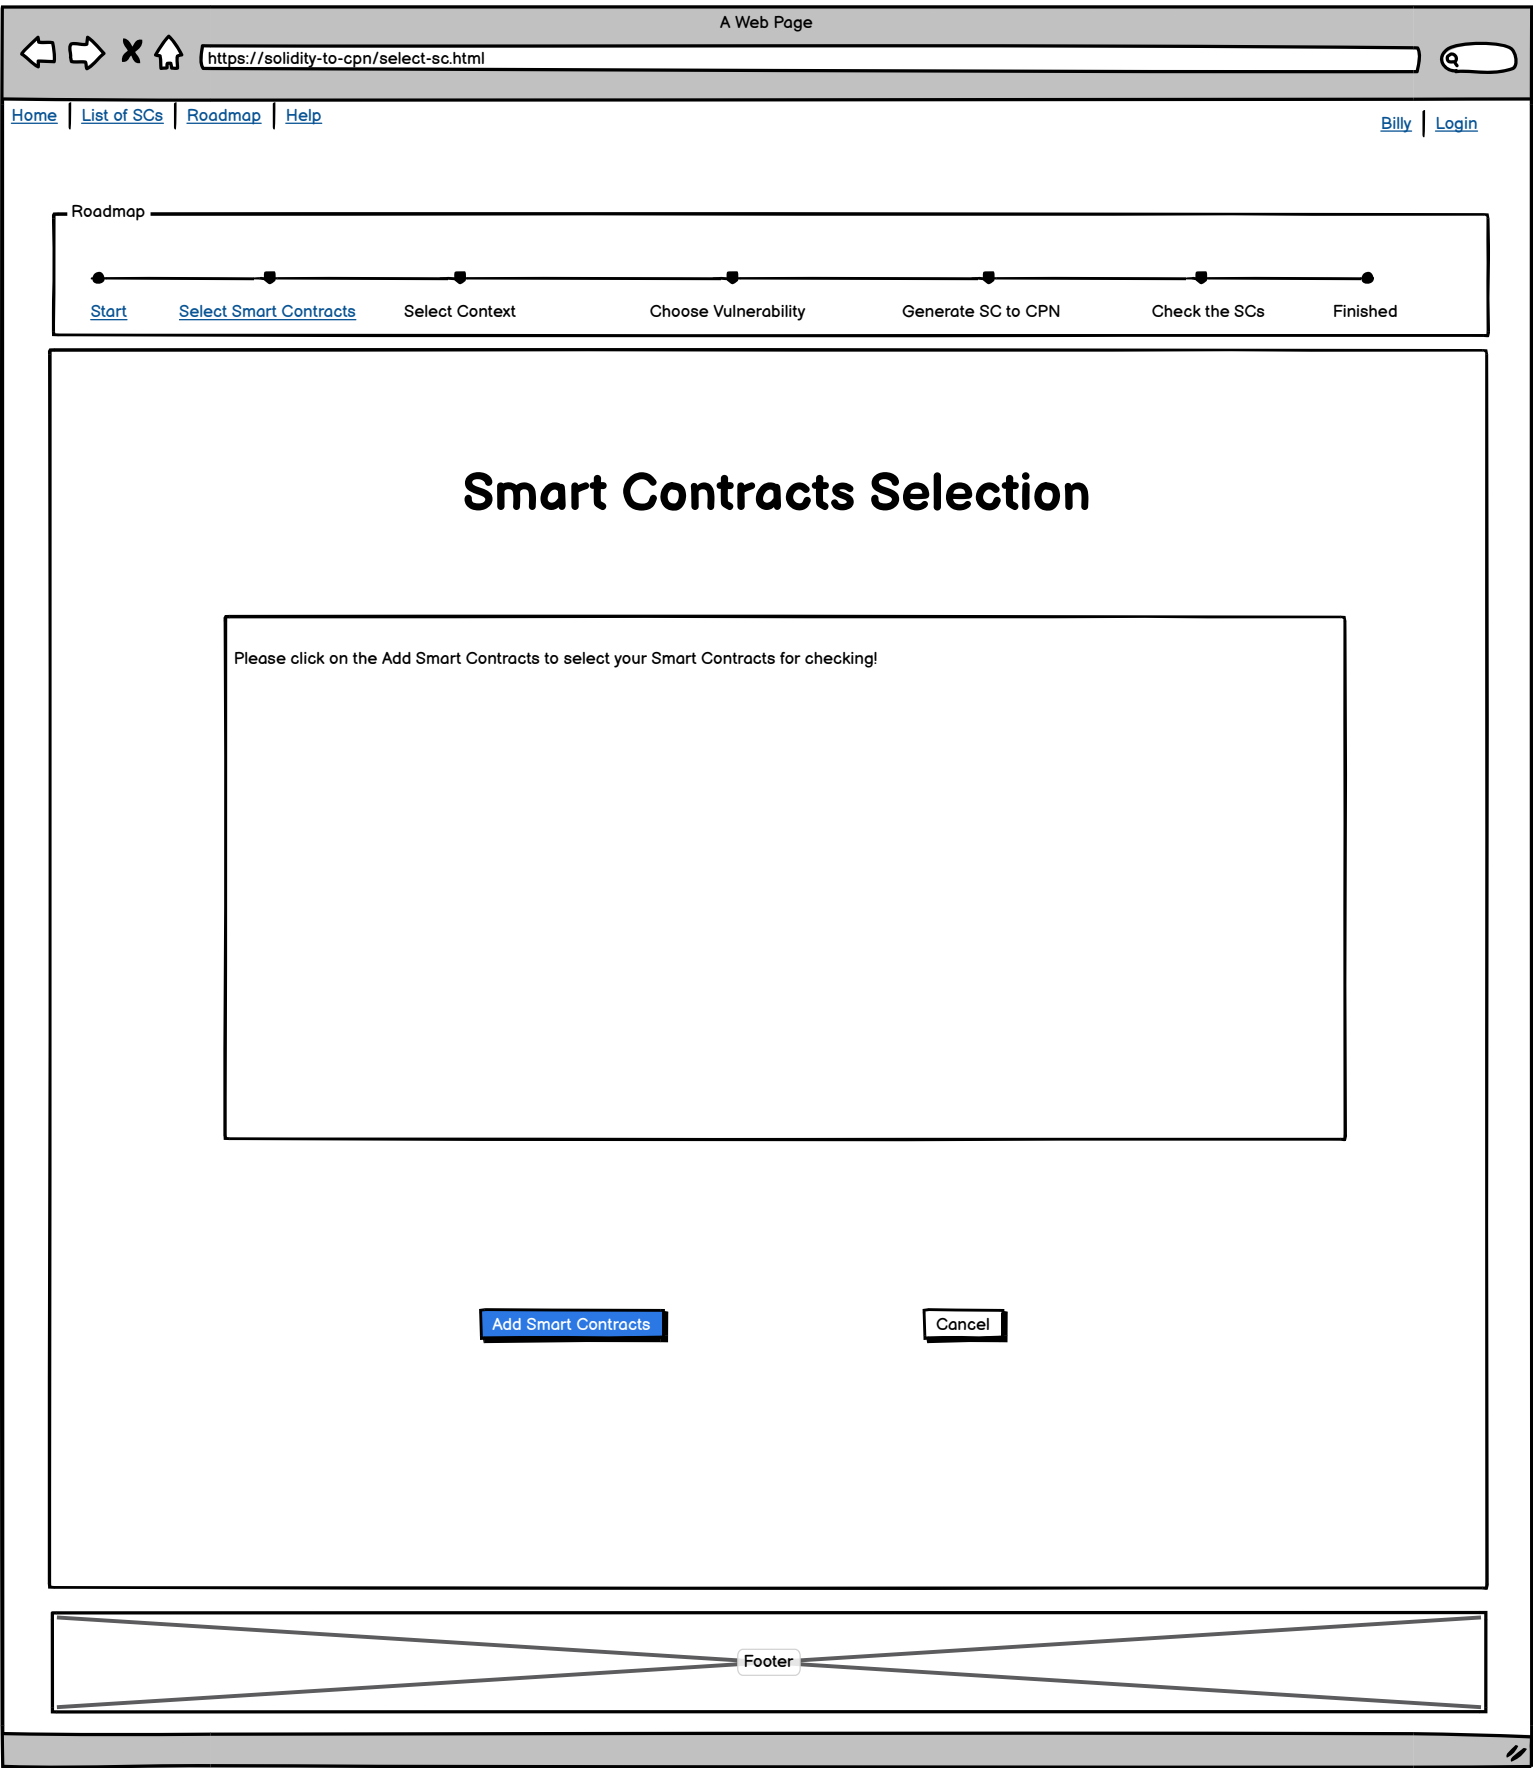 A Web Page
https://solidity-to-cpn/select-sc.html
Home List of SCs Roadmap Help
Billy Login
Roadmap
Start Select Smart Contracts Select Context Choose Vulnerability Generate SC to CPN Check the SCs Finished
Smart Contracts Selection
Please click on the Add Smart Contracts to select your Smart Contracts for checking!
Add Smart Contracts Cancel
Footer